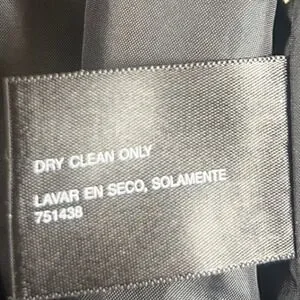 DRY CLEAN ONLY
LAVAR EN SECO, SOLAMENTE
751438